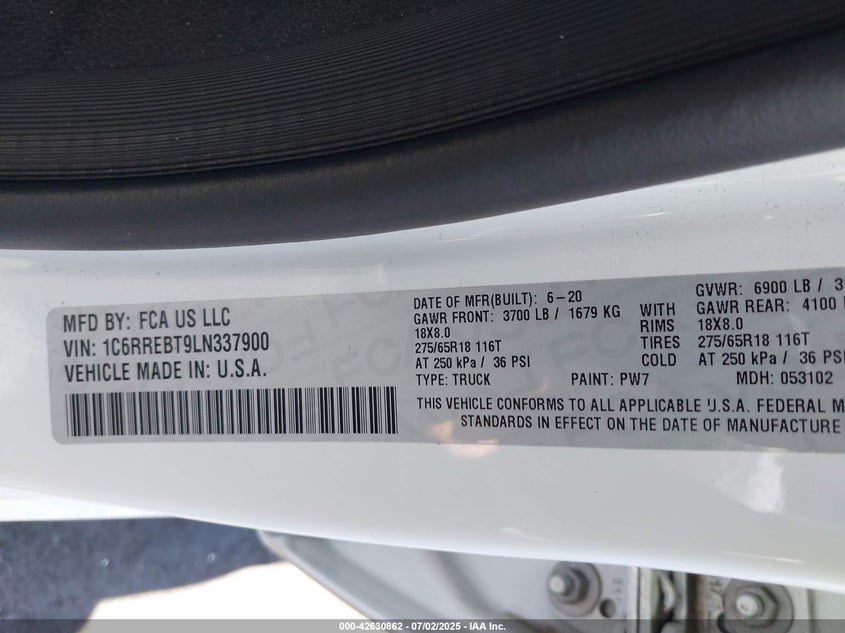 MFD BY: FCA US LLC
VIN: 1C6RREBT9LN337900
VEHICLE MADE IN: U.S.A.
DATE OF MFR(BUILT): 6-20
GAWR FRONT: 3700 LB / 1679 KG
18X8.0
275/65R18 116T
AT 250 kPa / 36 PSI
TYPE: TRUCK
PAINT: PW7
WITH
RIMS
TIRES
COLD
GVWR: 6900 LB /
GAWR REAR: 4100
18X8.0
275/65R18 116T
AT 250 kPa / 36 PSI
MDH: 053102
THIS VEHICLE CONFORMS TO ALL APPLICABLE U.S.A. FEDERAL
STANDARDS IN EFFECT ON THE DATE OF MANUFACTURE
000-42630862 - 07/02/2025 - IAA Inc.